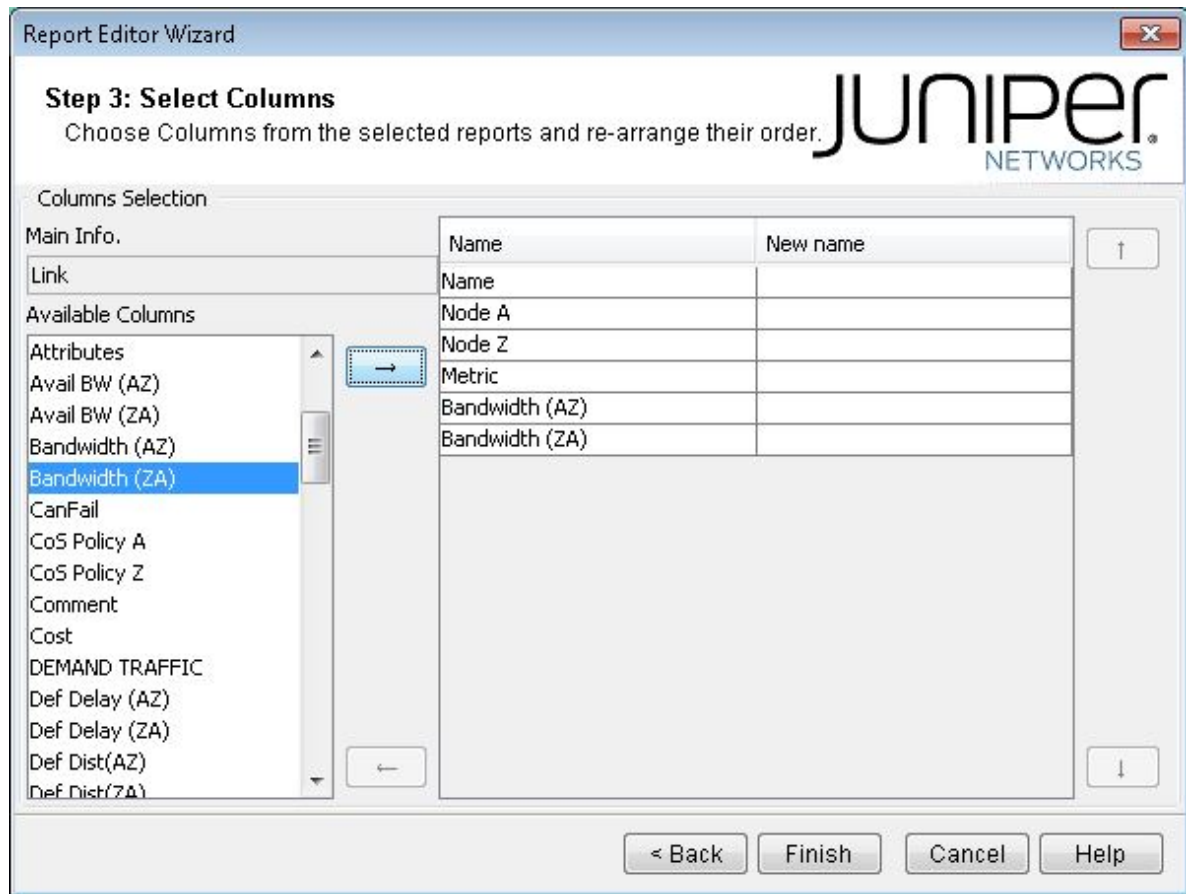 Report Editor Wizard
Step 3: Select Columns
Choose Columns from the selected reports and re-arrange their order.
JUNIPER
NETWORKS
Columns Selection
Main Info.
Link
Available Columns
Attributes
Avail BW (AZ)
Avail BW (ZA)
Bandwidth (AZ)
Bandwidth (ZA)
CanFail
CoS Policy A
CoS Policy Z
Comment
Cost
DEMAND TRAFFIC
Def Delay (AZ)
Def Delay (ZA)
Def Dist(AZ)
Def Dist(ZA)
→
←
Name New name
Name
Node A
Node Z
Metric
Bandwidth (AZ)
Bandwidth (ZA)
↑
↓
< Back Finish Cancel Help